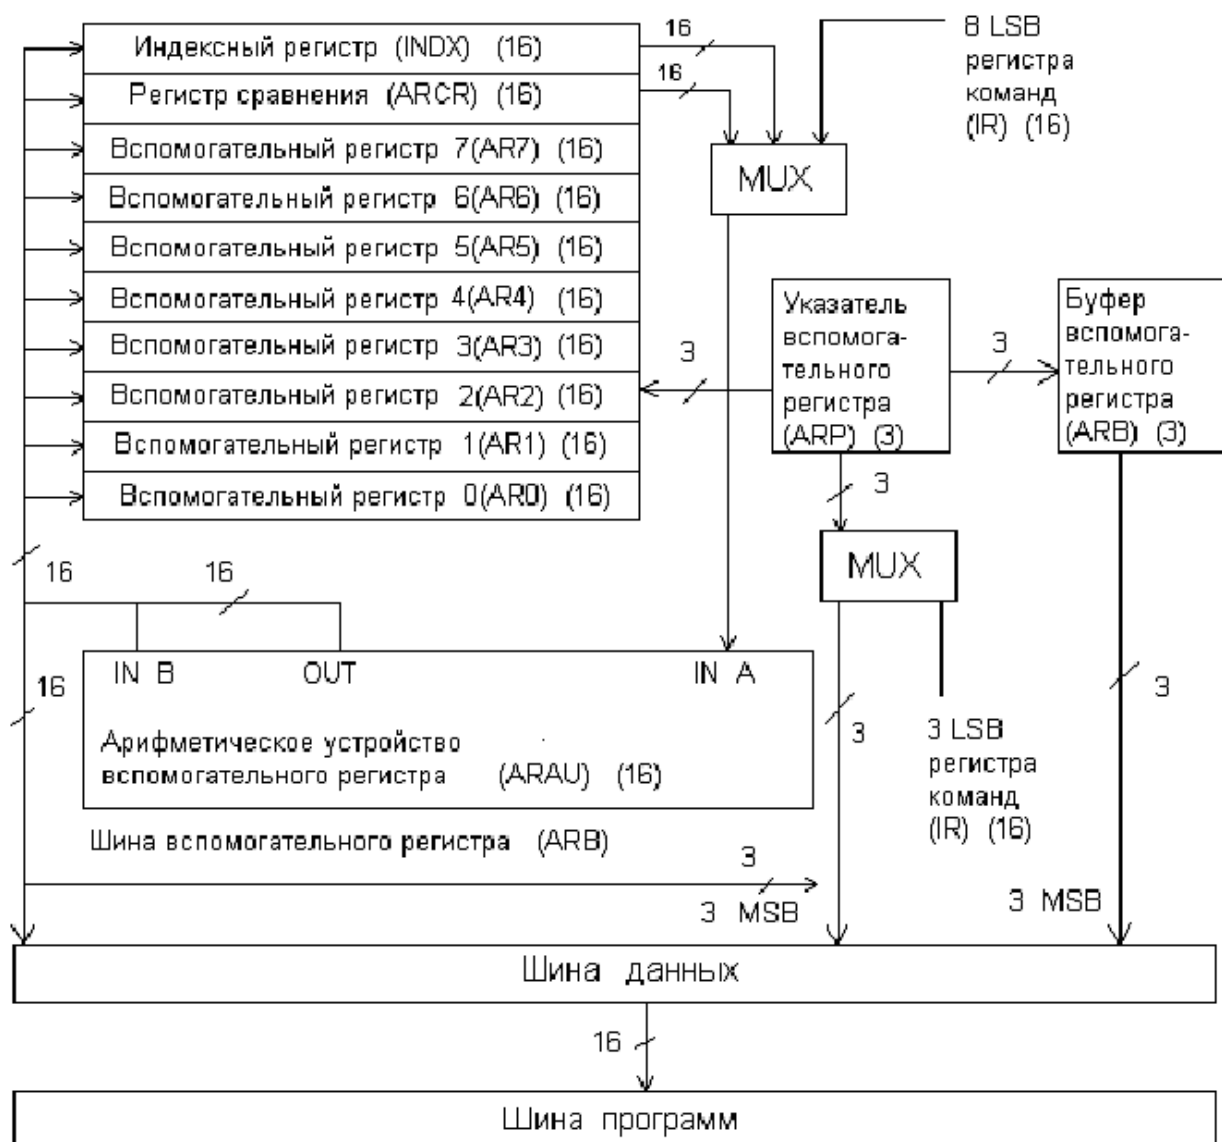 Индексный регистр (INDX) (16)
Регистр сравнения (ARCR) (16)
Вспомогательный регистр 7(AR7) (16)
Вспомогательный регистр 6(AR6) (16)
Вспомогательный регистр 5(AR5) (16)
Вспомогательный регистр 4(AR4) (16)
Вспомогательный регистр 3(AR3) (16)
Вспомогательный регистр 2(AR2) (16)
Вспомогательный регистр 1(AR1) (16)
Вспомогательный регистр 0(AR0) (16)
16
16
8 LSB
регистра
команд
(IR) (16)
MUX
3
Указатель
вспомога-
тельного
регистра
(ARP) (3)
3
Буфер
вспомога-
тельного
регистра
(ARB) (3)
3
MUX
16
16
16
IN B
OUT
IN A
Арифметическое устройство
вспомогательного регистра (ARAU) (16)
3
3 LSB
регистра
команд
(IR) (16)
3
Шина вспомогательного регистра (ARB)
3
3 MSB
3 MSB
Шина данных
16
Шина программ